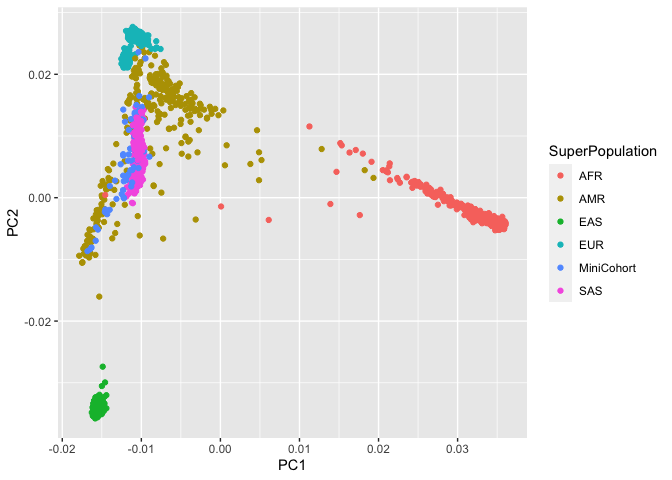 0.02
0.00
-0.02
PC2
-0.02
-0.01
0.00
0.01
0.02
0.03
PC1
SuperPopulation
AFR
AMR
EAS
EUR
MiniCohort
SAS